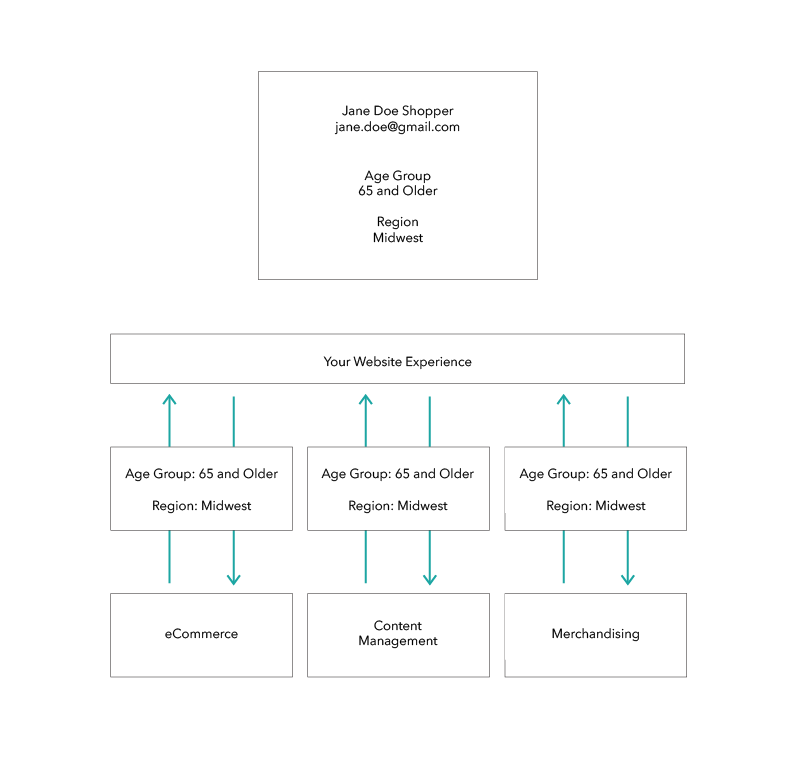 Jane Doe Shopper
jane.doe@gmail.com
Age Group
65 and Older
Region
Midwest
Your Website Experience
Age Group: 65 and Older
Region: Midwest
Age Group: 65 and Older
Region: Midwest
Age Group: 65 and Older
Region: Midwest
eCommerce
Content
Management
Merchandising